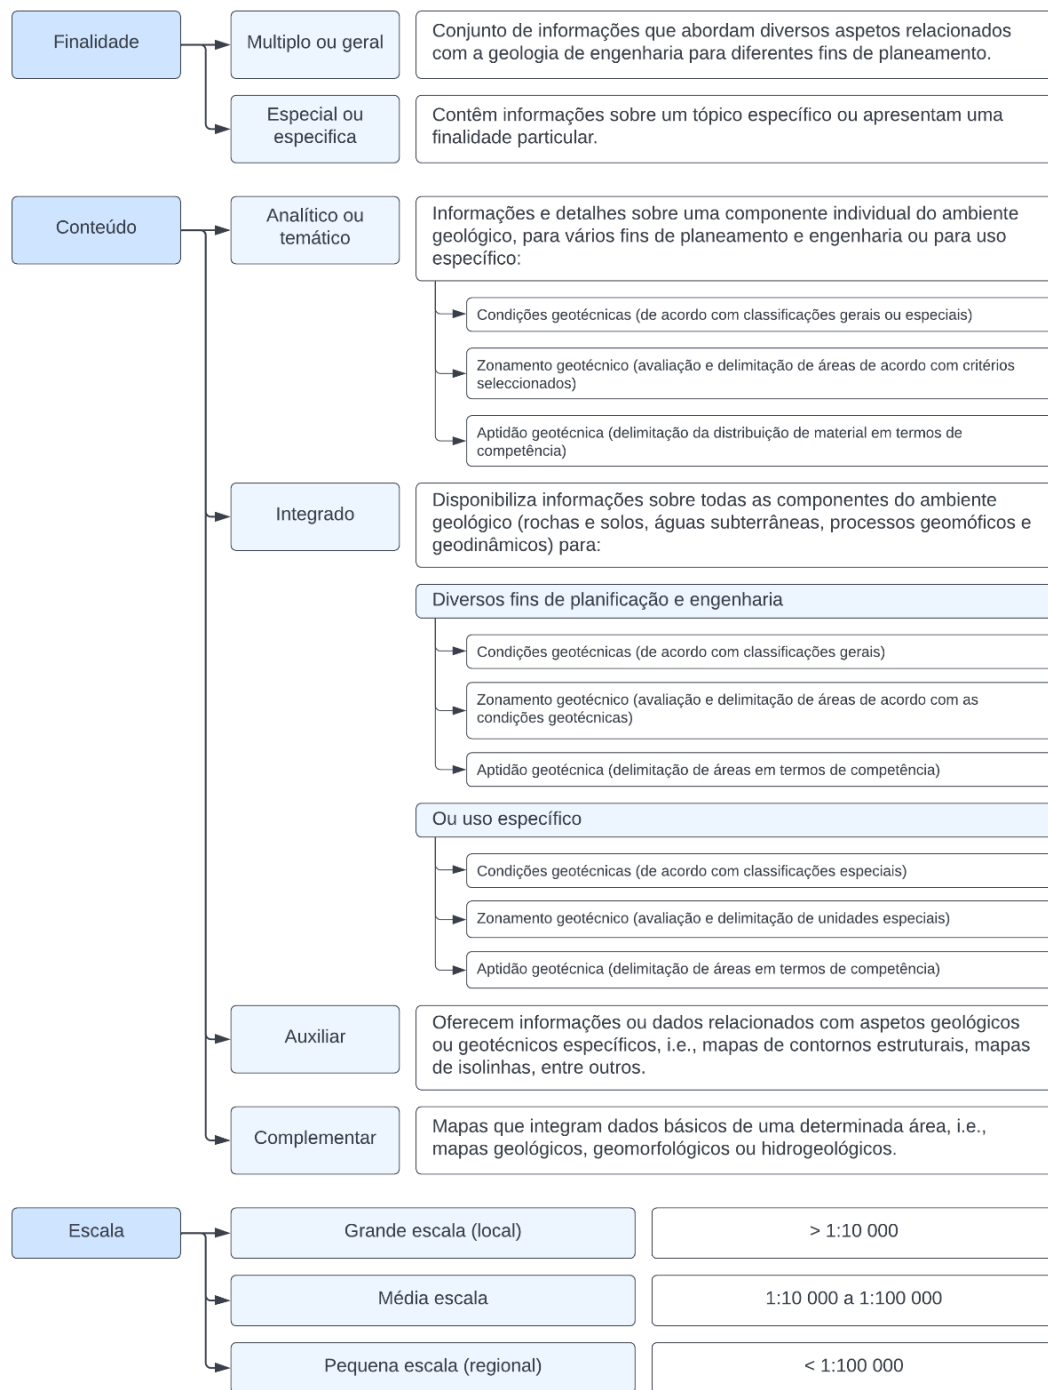 Finalidade
Multiplo ou geral
Conjunto de informações que abordam diversos aspetos relacionados
com a geologia de engenharia para diferentes fins de planeamento.
Especial ou
especifica
Contêm informações sobre um tópico específico ou apresentam uma
finalidade particular.
Conteúdo
Analítico ou
temático
Informações e detalhes sobre uma componente individual do ambiente
geológico, para vários fins de planeamento e engenharia ou para uso
específico:
Condições geotécnicas (de acordo com classificações gerais ou especiais)
Zonamento geotécnico (avaliação e delimitação de áreas de acordo com critérios
seleccionados)
Aptidão geotécnica (delimitação da distribuição de material em termos de
competência)
Integrado
Disponibiliza informações sobre todas as componentes do ambiente
geológico (rochas e solos, águas subterrâneas, processos geomóficos e
geodinâmicos) para:
Diversos fins de planificação e engenharia
Condições geotécnicas (de acordo com classificações gerais)
Zonamento geotécnico (avaliação e delimitação de áreas de acordo com as
condições geotécnicas)
Aptidão geotécnica (delimitação de áreas em termos de competência)
Ou uso específico
Condições geotécnicas (de acordo com classificações especiais)
Zonamento geotécnico (avaliação e delimitação de unidades especiais)
Aptidão geotécnica (delimitação de áreas em termos de competência)
Auxiliar
Oferecem informações ou dados relacionados com aspetos geológicos
ou geotécnicos específicos, i.e., mapas de contornos estruturais, mapas
de isolinhas, entre outros.
Complementar
Mapas que integram dados básicos de uma determinada área, i.e.,
mapas geológicos, geomorfológicos ou hidrogeológicos.
Escala
Grande escala (local)
> 1:10 000
Média escala
1:10 000 a 1:100 000
Pequena escala (regional)
< 1:100 000